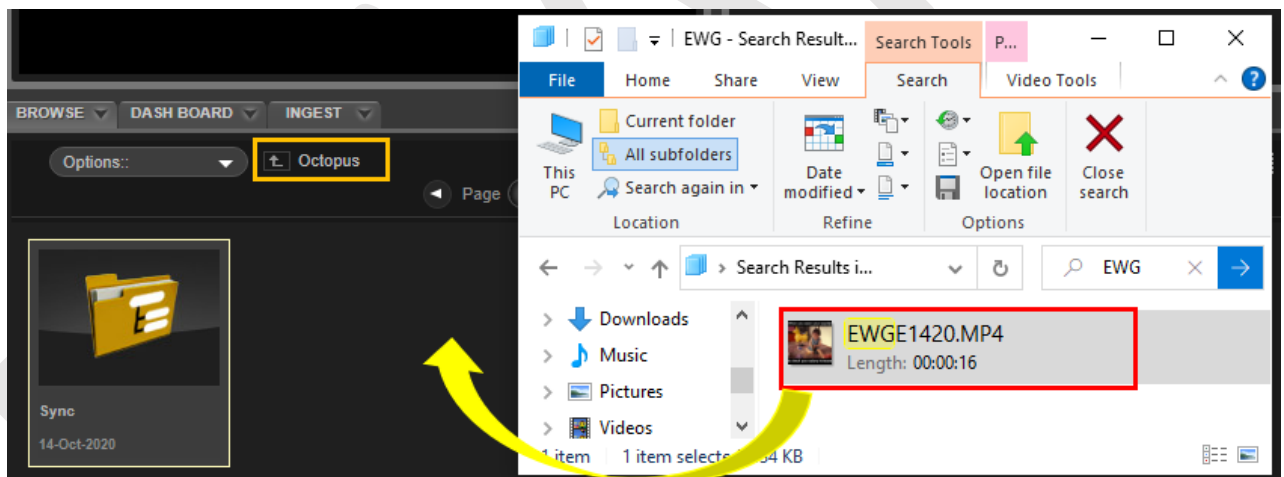 EWG - Search Result...
Search Tools
P...
File
Home
Share
View
Search
Video Tools
BROWSE
DASH BOARD
INGEST
Options::
Octopus
Page
This PC
Current folder
All subfolders
Search again in
Location
Date modified
Refine
Open file location
Options
Close search
Search Results i...
EWG
Downloads
Music
Pictures
Videos
EWGE1420.MP4
Length: 00:00:16
1 item
1 item select
4 KB
Sync
14-Oct-2020